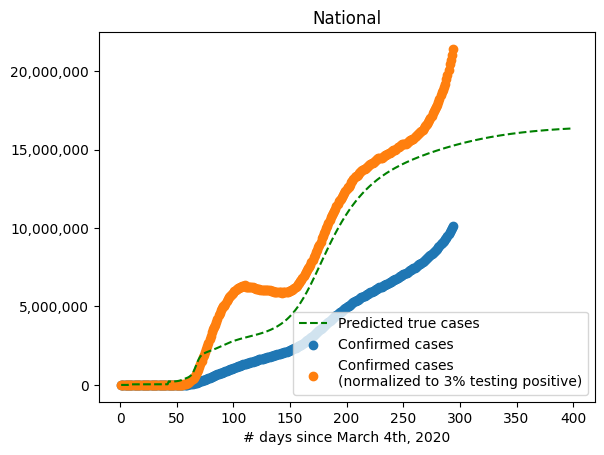 National
20,000,000
15,000,000
10,000,000
5,000,000
0
Predicted true cases
Confirmed cases
Confirmed cases
(normalized to 3% testing positive)
0 50 100 150 200 250 300 350 400
# days since March 4th, 2020